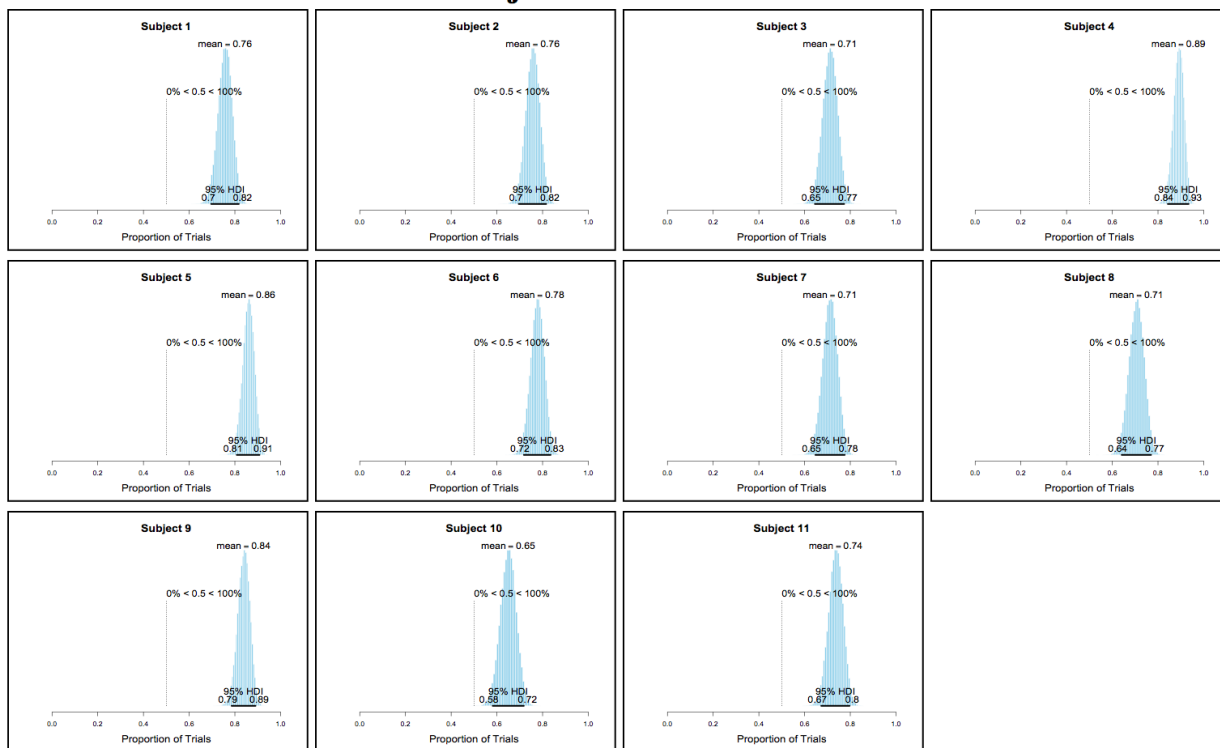 Subject 1
mean = 0.76
0% < 0.5 < 100%
95% HDI
0.7 0.82
0.0 0.2 0.4 0.6 0.8 1.0
Proportion of Trials
Subject 2
mean = 0.76
0% < 0.5 < 100%
95% HDI
0.7 0.82
0.0 0.2 0.4 0.6 0.8 1.0
Proportion of Trials
Subject 3
mean = 0.71
0% < 0.5 < 100%
95% HDI
0.65 0.77
0.0 0.2 0.4 0.6 0.8 1.0
Proportion of Trials
Subject 4
mean = 0.89
0% < 0.5 < 100%
95% HDI
0.84 0.93
0.0 0.2 0.4 0.6 0.8 1.0
Proportion of Trials
Subject 5
mean = 0.86
0% < 0.5 < 100%
95% HDI
0.81 0.91
0.0 0.2 0.4 0.6 0.8 1.0
Proportion of Trials
Subject 6
mean = 0.78
0% < 0.5 < 100%
95% HDI
0.72 0.83
0.0 0.2 0.4 0.6 0.8 1.0
Proportion of Trials
Subject 7
mean = 0.71
0% < 0.5 < 100%
95% HDI
0.65 0.78
0.0 0.2 0.4 0.6 0.8 1.0
Proportion of Trials
Subject 8
mean = 0.71
0% < 0.5 < 100%
95% HDI
0.64 0.77
0.0 0.2 0.4 0.6 0.8 1.0
Proportion of Trials
Subject 9
mean = 0.84
0% < 0.5 < 100%
95% HDI
0.79 0.89
0.0 0.2 0.4 0.6 0.8 1.0
Proportion of Trials
Subject 10
mean = 0.65
0% < 0.5 < 100%
95% HDI
0.58 0.72
0.0 0.2 0.4 0.6 0.8 1.0
Proportion of Trials
Subject 11
mean = 0.74
0% < 0.5 < 100%
95% HDI
0.67 0.8
0.0 0.2 0.4 0.6 0.8 1.0
Proportion of Trials